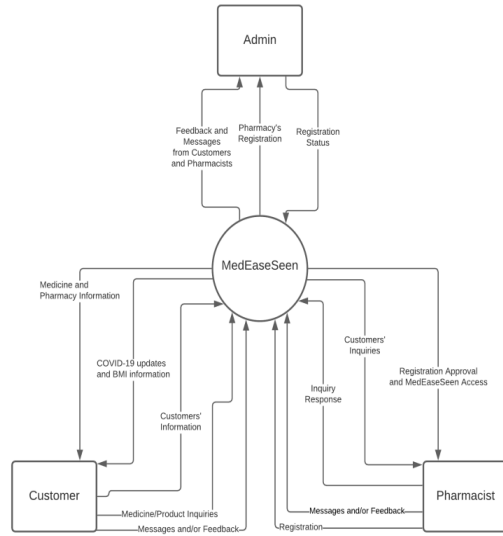 Admin
Feedback and
Messages
from Customers
and Pharmacists
Pharmacy's
Registration
Registration
Status
MedEaseSeen
Medicine and
Pharmacy Information
COVID-19 updates
and BMI information
Customers'
Information
Customers'
Inquiries
Inquiry
Response
Registration Approval
and MedEaseSeen Access
Customer
Medicine/Product Inquiries
Messages and/or Feedback
Pharmacist
Messages and/or Feedback
Registration